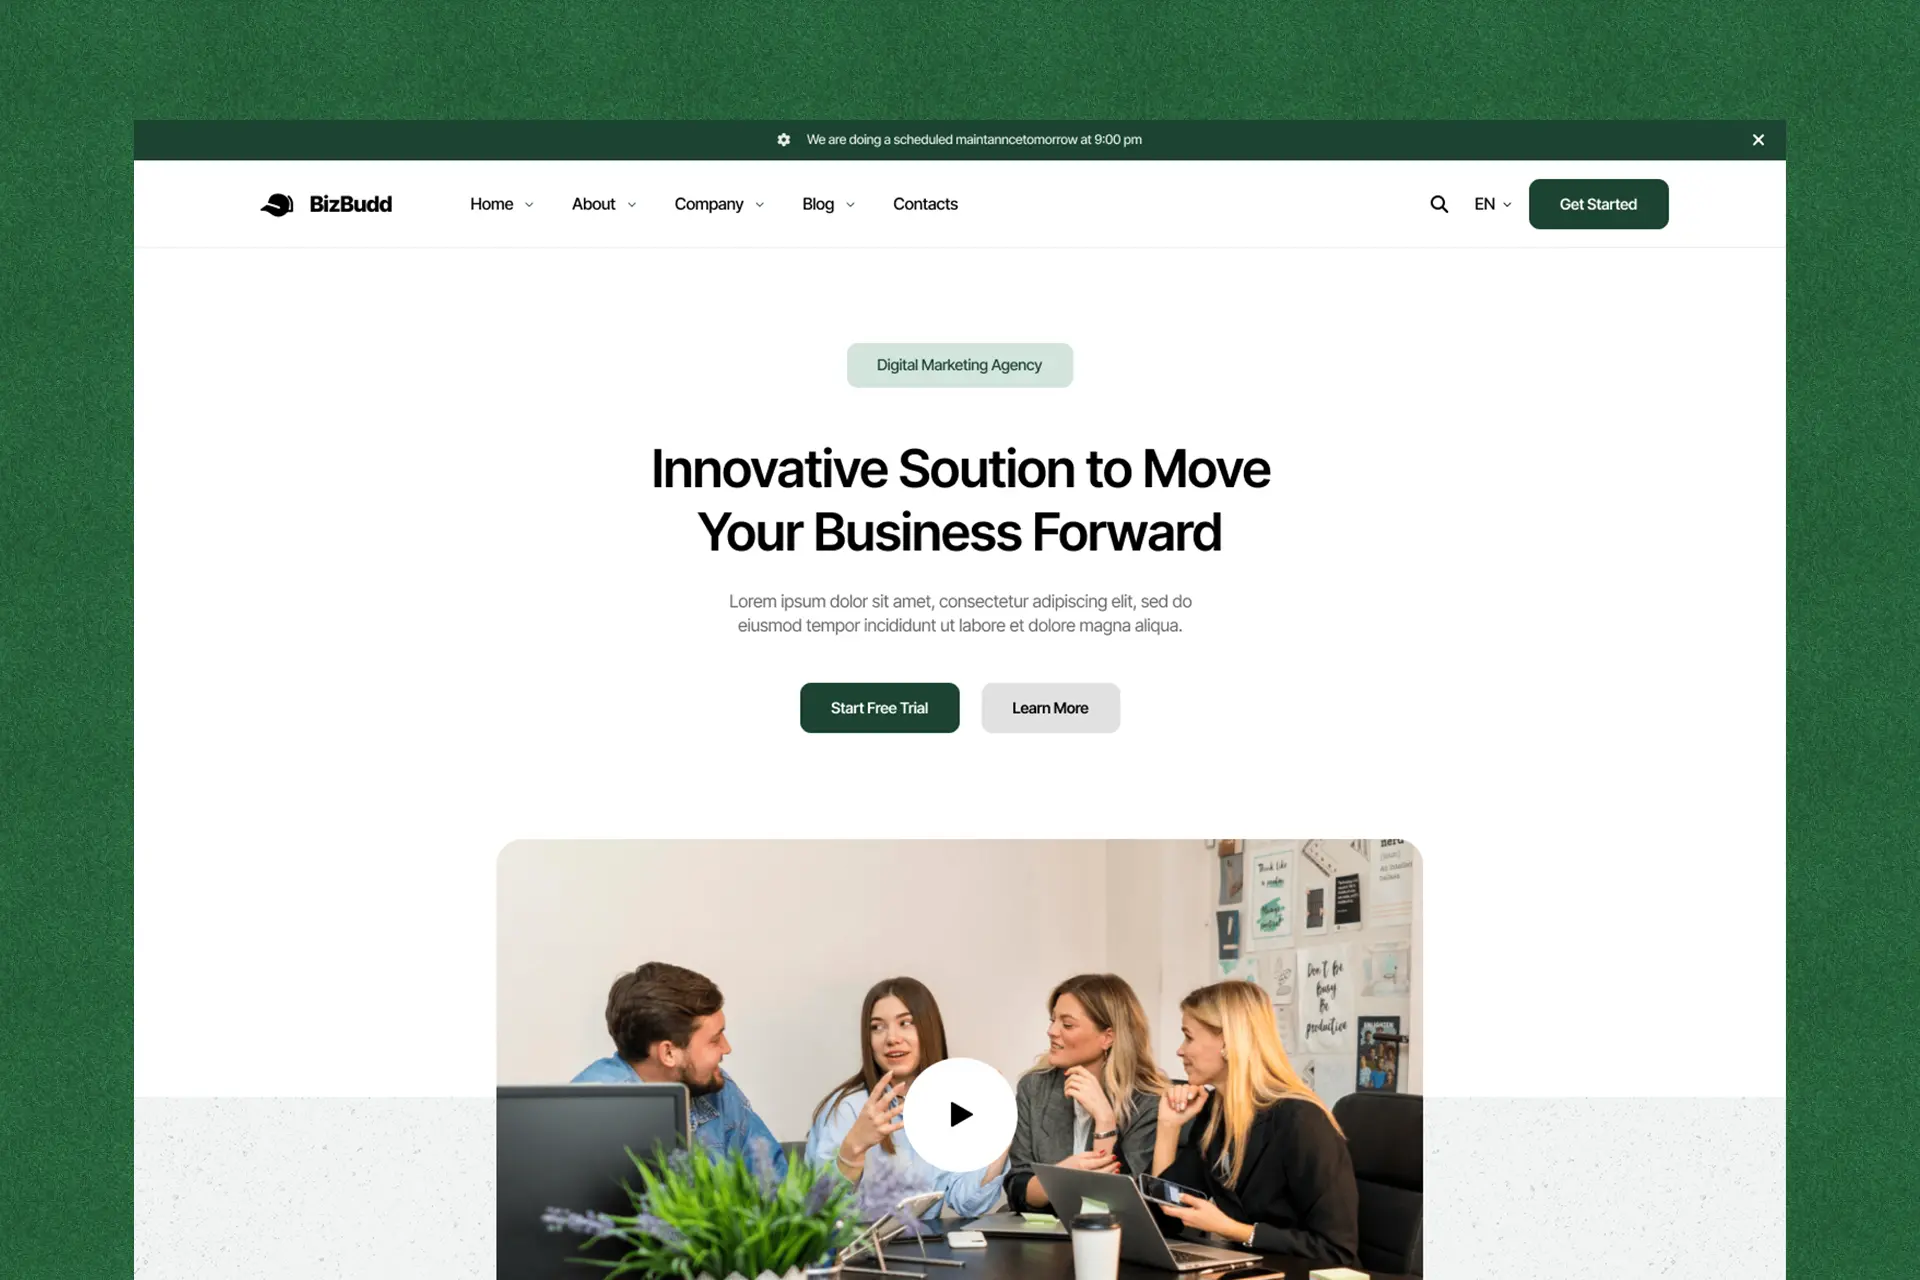 We are doing a scheduled maintanncetomorrow at 9:00 pm
BizBudd
Home
About
Company
Blog
Contacts
EN
Get Started
Digital Marketing Agency
Innovative Soution to Move
Your Business Forward
Lorem ipsum dolor sit amet, consectetur adipiscing elit, sed do
eiusmod tempor incididunt ut labore et dolore magna aliqua.
Start Free Trial
Learn More
nerd
Think like
a
Don't Be
Busy
Be
productive